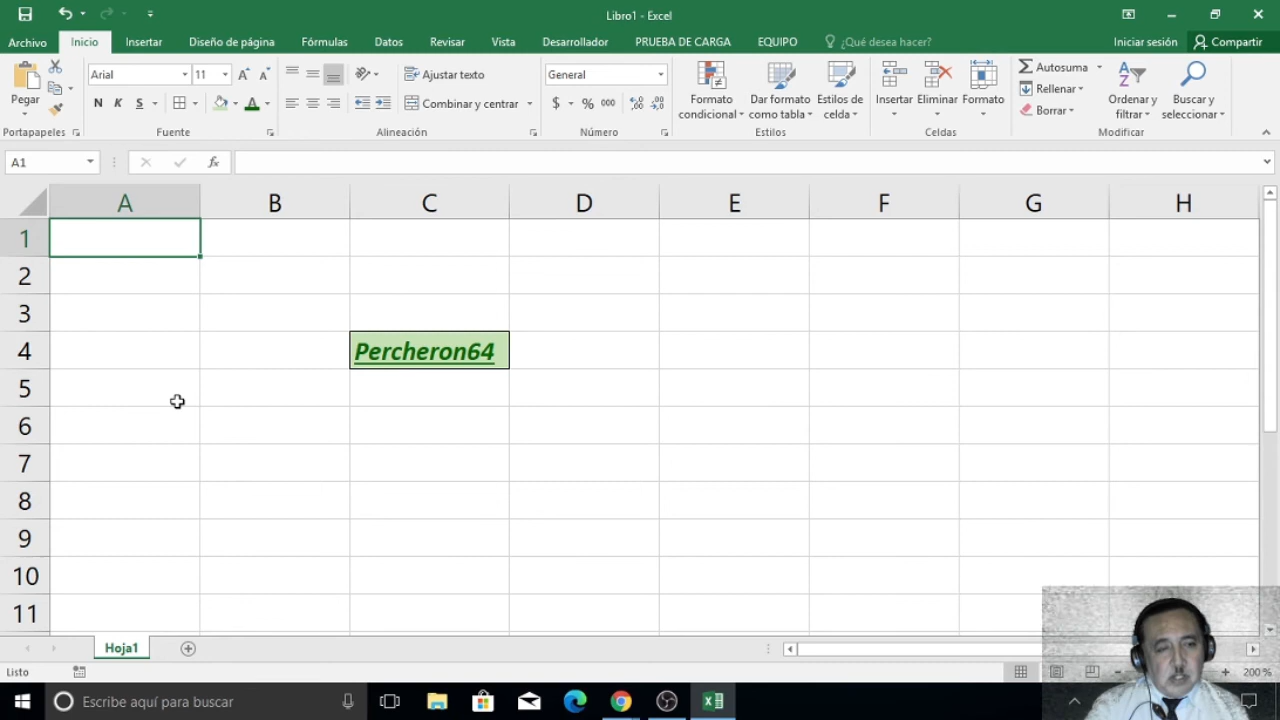 Libro1 - Excel
Archivo Inicio Insertar Diseño de página Fórmulas Datos Revisar Vista Desarrollador PRUEBA DE CARGA EQUIPO ¿Qué desea hacer? Iniciar sesión Compartir
Pegar
Portapapeles
Arial 11
N K S
Fuente
Ajustar texto
Combinar y centrar
Alineación
General
$ % 000
Número
Formato condicional
Dar formato como tabla
Estilos de celda
Estilos
Insertar Eliminar Formato
Celdas
Autosuma
Rellenar
Borrar
Ordenar y filtrar
Buscar y seleccionar
Modificar
A1 fx
A B C D E F G H
1
2
3
4 Percheron64
5
6
7
8
9
10
11
Hoja1
Listo 200 %
Escribe aquí para buscar